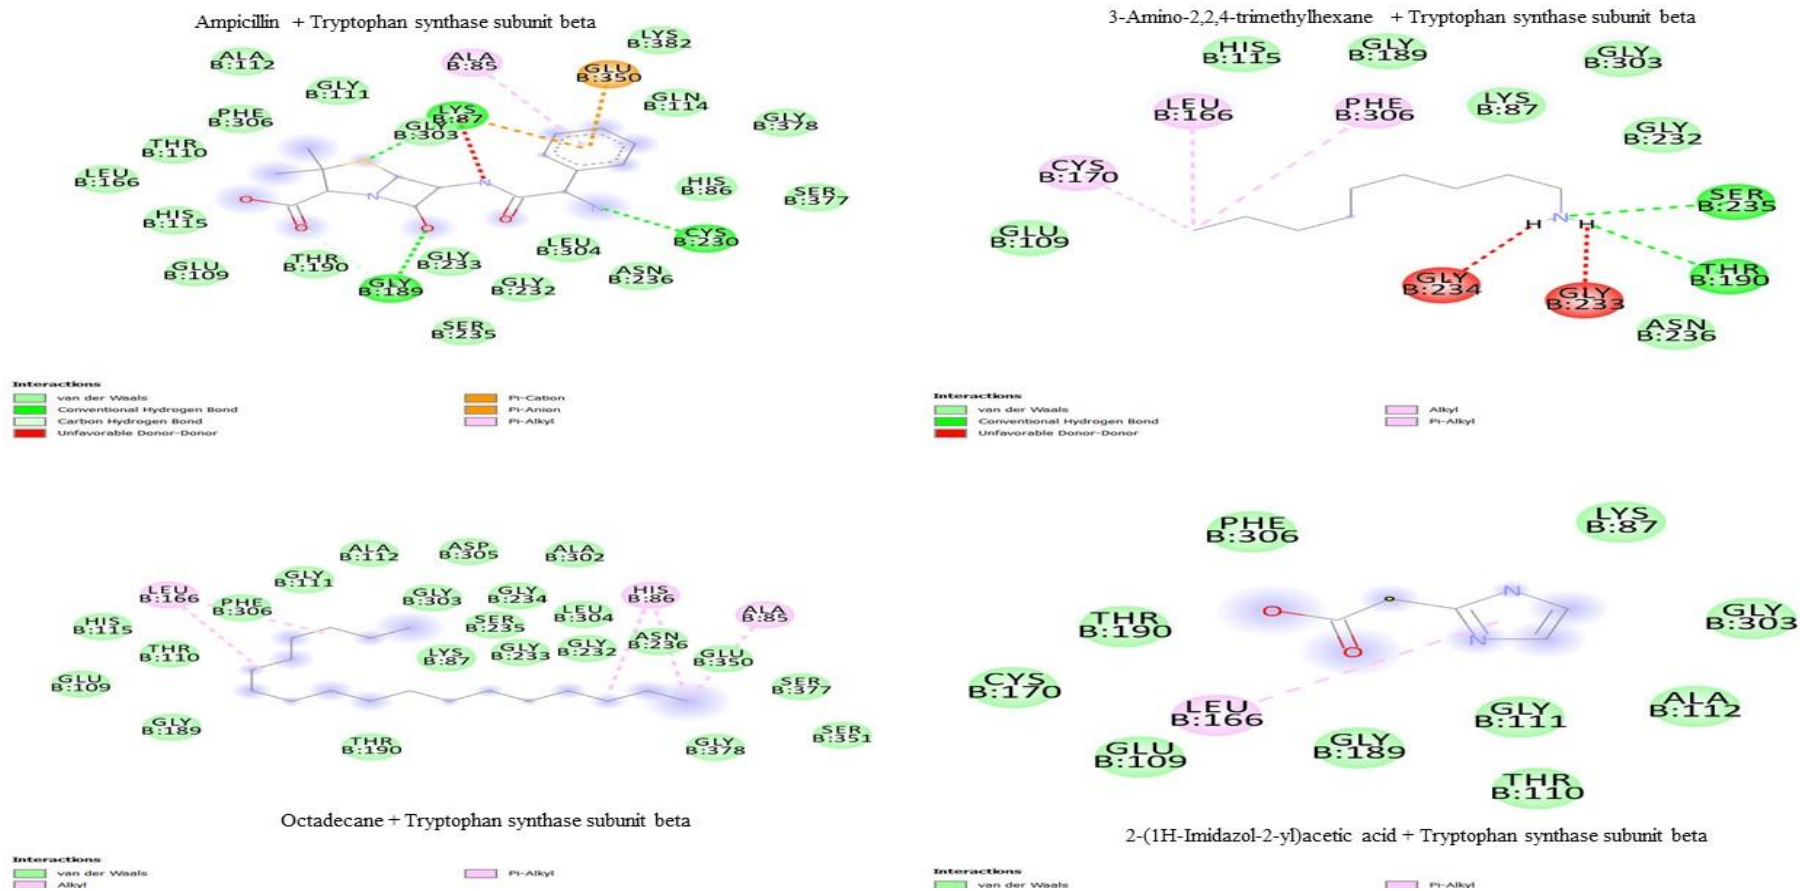 Ampicillin + Tryptophan synthase subunit beta
LYS
B:382
ALA
B:112
ALA
B:85
GLU
B:350
GLY
B:111
LYS
B:87
GLN
B:114
PHE
B:306
GLY
B:303
GLY
B:378
THR
B:110
LEU
B:166
HIS
B:86
SER
B:377
HIS
B:115
CYS
B:230
LEU
B:304
GLU
B:109
THR
B:190
GLY
B:233
GLY
B:189
GLY
B:232
ASN
B:236
SER
B:235
N
O
O
N
O
O
Interactions
van der Waals
Conventional Hydrogen Bond
Carbon Hydrogen Bond
Unfavorable Donor-Donor
Pi-Cation
Pi-Anion
Pi-Alkyl
3-Amino-2,2,4-trimethylhexane + Tryptophan synthase subunit beta
HIS
B:115
GLY
B:189
GLY
B:303
LEU
B:166
PHE
B:306
LYS
B:87
GLY
B:232
CYS
B:170
SER
B:235
GLU
B:109
N
H
H
GLY
B:234
GLY
B:233
THR
B:190
ASN
B:236
Interactions
van der Waals
Conventional Hydrogen Bond
Unfavorable Donor-Donor
Alkyl
Pi-Alkyl
ALA
B:112
ASP
B:305
ALA
B:302
GLY
B:111
LEU
B:166
PHE
B:306
GLY
B:303
GLY
B:234
HIS
B:86
HIS
B:115
SER
B:235
LEU
B:304
ALA
B:85
THR
B:110
LYS
B:87
GLY
B:233
GLY
B:232
ASN
B:236
GLU
B:350
GLU
B:109
SER
B:377
GLY
B:189
THR
B:190
GLY
B:378
SER
B:351
Octadecane + Tryptophan synthase subunit beta
Interactions
van der Waals
Alkyl
Pi-Alkyl
PHE
B:306
LYS
B:87
THR
B:190
O
O
N
N
GLY
B:303
CYS
B:170
LEU
B:166
GLY
B:111
ALA
B:112
GLU
B:109
GLY
B:189
THR
B:110
2-(1H-Imidazol-2-yl)acetic acid + Tryptophan synthase subunit beta
Interactions
van der Waals
Pi-Alkyl